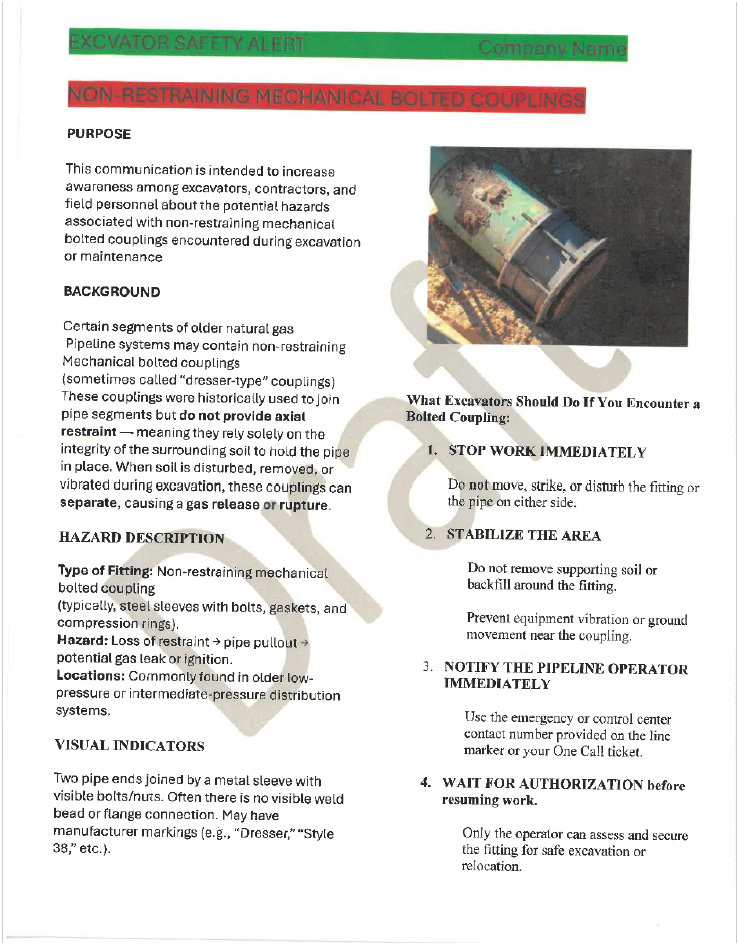 EXCVATOR SAFETY ALERT
Company Name
NON-RESTRAINING MECHANICAL BOLTED COUPLINGS
PURPOSE
This communication is intended to increase
awareness among excavators, contractors, and
field personnel about the potential hazards
associated with non-restraining mechanical
bolted couplings encountered during excavation
or maintenance
BACKGROUND
Certain segments of older natural gas
Pipeline systems may contain non-restraining
Mechanical bolted couplings
(sometimes called “dresser-type” couplings)
These couplings were historically used to join
pipe segments but do not provide axial
restraint — meaning they rely solely on the
integrity of the surrounding soil to hold the pipe
in place. When soil is disturbed, removed, or
vibrated during excavation, these couplings can
separate, causing a gas release or rupture.
HAZARD DESCRIPTION
Type of Fitting: Non-restraining mechanical
bolted coupling
(typically, steel sleeves with bolts, gaskets, and
compression rings).
Hazard: Loss of restraint → pipe pullout →
potential gas leak or ignition.
Locations: Commonly found in older low-
pressure or intermediate-pressure distribution
systems.
VISUAL INDICATORS
Two pipe ends joined by a metal sleeve with
visible bolts/nuts. Often there is no visible weld
bead or flange connection. May have
manufacturer markings (e.g., “Dresser,” “Style
38,” etc.).
What Excavators Should Do If You Encounter a
Bolted Coupling:
1. STOP WORK IMMEDIATELY
Do not move, strike, or disturb the fitting or
the pipe on either side.
2. STABILIZE THE AREA
Do not remove supporting soil or
backfill around the fitting.
Prevent equipment vibration or ground
movement near the coupling.
3. NOTIFY THE PIPELINE OPERATOR
IMMEDIATELY
Use the emergency or control center
contact number provided on the line
marker or your One Call ticket.
4. WAIT FOR AUTHORIZATION before
resuming work.
Only the operator can assess and secure
the fitting for safe excavation or
relocation.
Draft